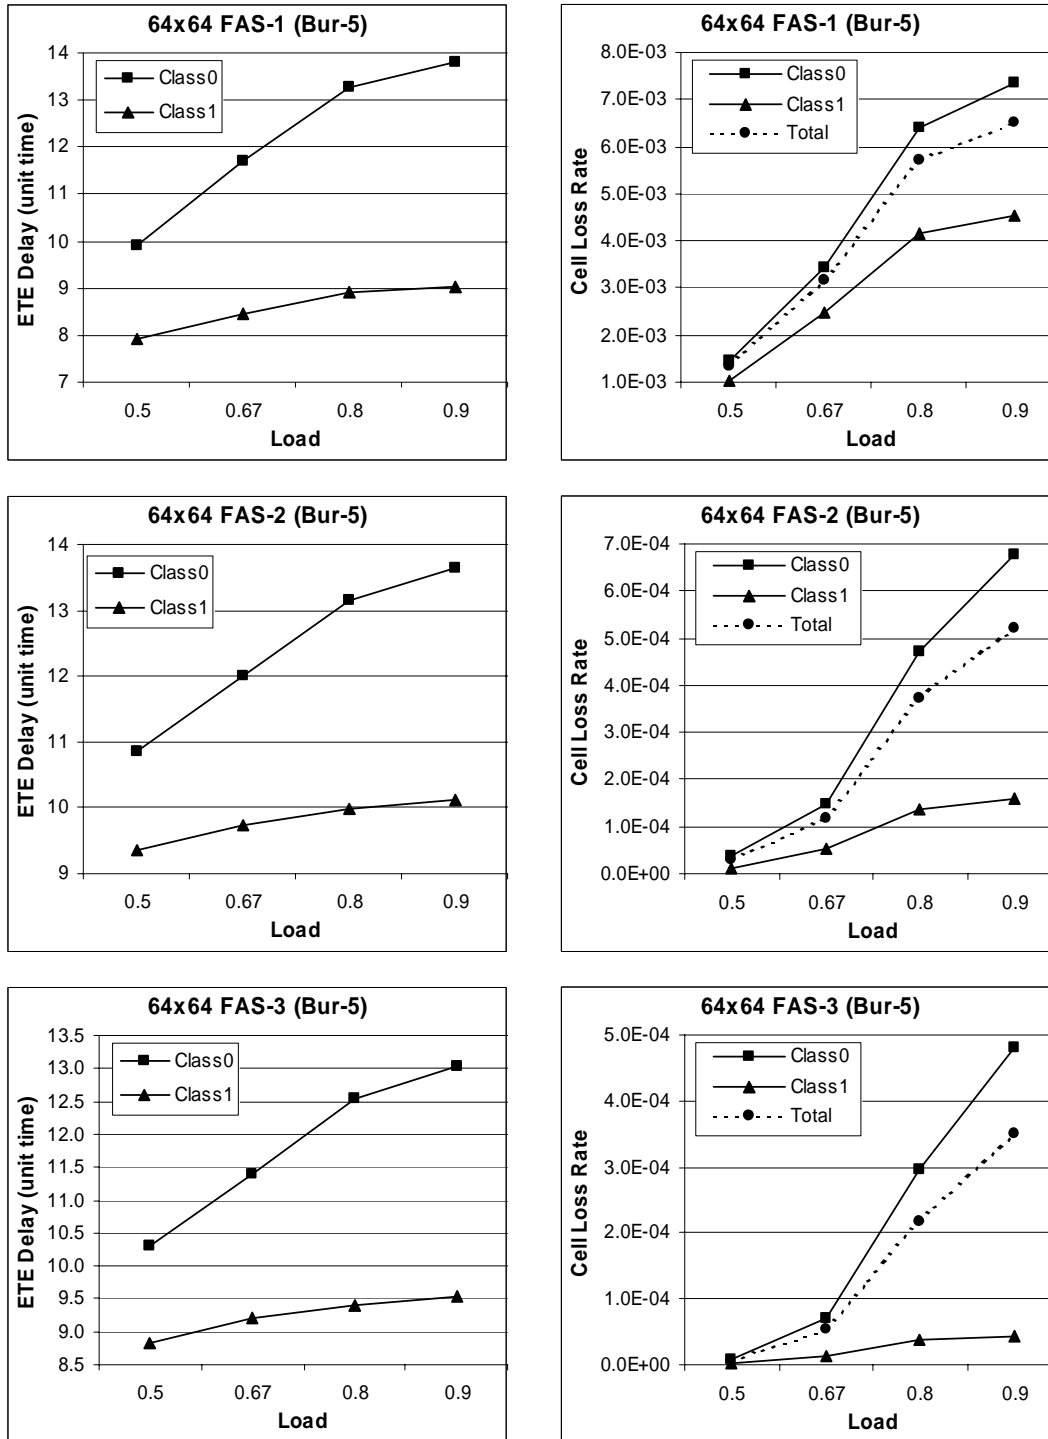 64x64 FAS-1 (Bur-5)
ETE Delay (unit time)
14
13
12
11
10
9
8
7
Class0
Class1
0.5 0.67 0.8 0.9
Load
64x64 FAS-1 (Bur-5)
Cell Loss Rate
8.0E-03
7.0E-03
6.0E-03
5.0E-03
4.0E-03
3.0E-03
2.0E-03
1.0E-03
Class0
Class1
Total
0.5 0.67 0.8 0.9
Load
64x64 FAS-2 (Bur-5)
ETE Delay (unit time)
14
13
12
11
10
9
Class0
Class1
0.5 0.67 0.8 0.9
Load
64x64 FAS-2 (Bur-5)
Cell Loss Rate
7.0E-04
6.0E-04
5.0E-04
4.0E-04
3.0E-04
2.0E-04
1.0E-04
0.0E+00
Class0
Class1
Total
0.5 0.67 0.8 0.9
Load
64x64 FAS-3 (Bur-5)
ETE Delay (unit time)
13.5
13.0
12.5
12.0
11.5
11.0
10.5
10.0
9.5
9.0
8.5
Class0
Class1
0.5 0.67 0.8 0.9
Load
64x64 FAS-3 (Bur-5)
Cell Loss Rate
5.0E-04
4.0E-04
3.0E-04
2.0E-04
1.0E-04
0.0E+00
Class0
Class1
Total
0.5 0.67 0.8 0.9
Load